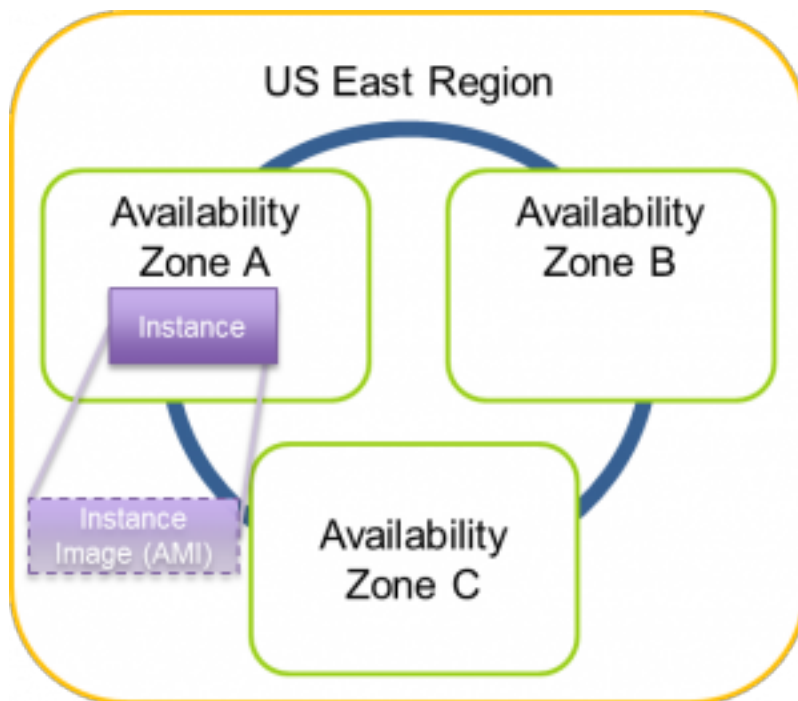 US East Region
Availability
Zone A
Availability
Zone B
Instance
Instance
Image (AMI)
Availability
Zone C